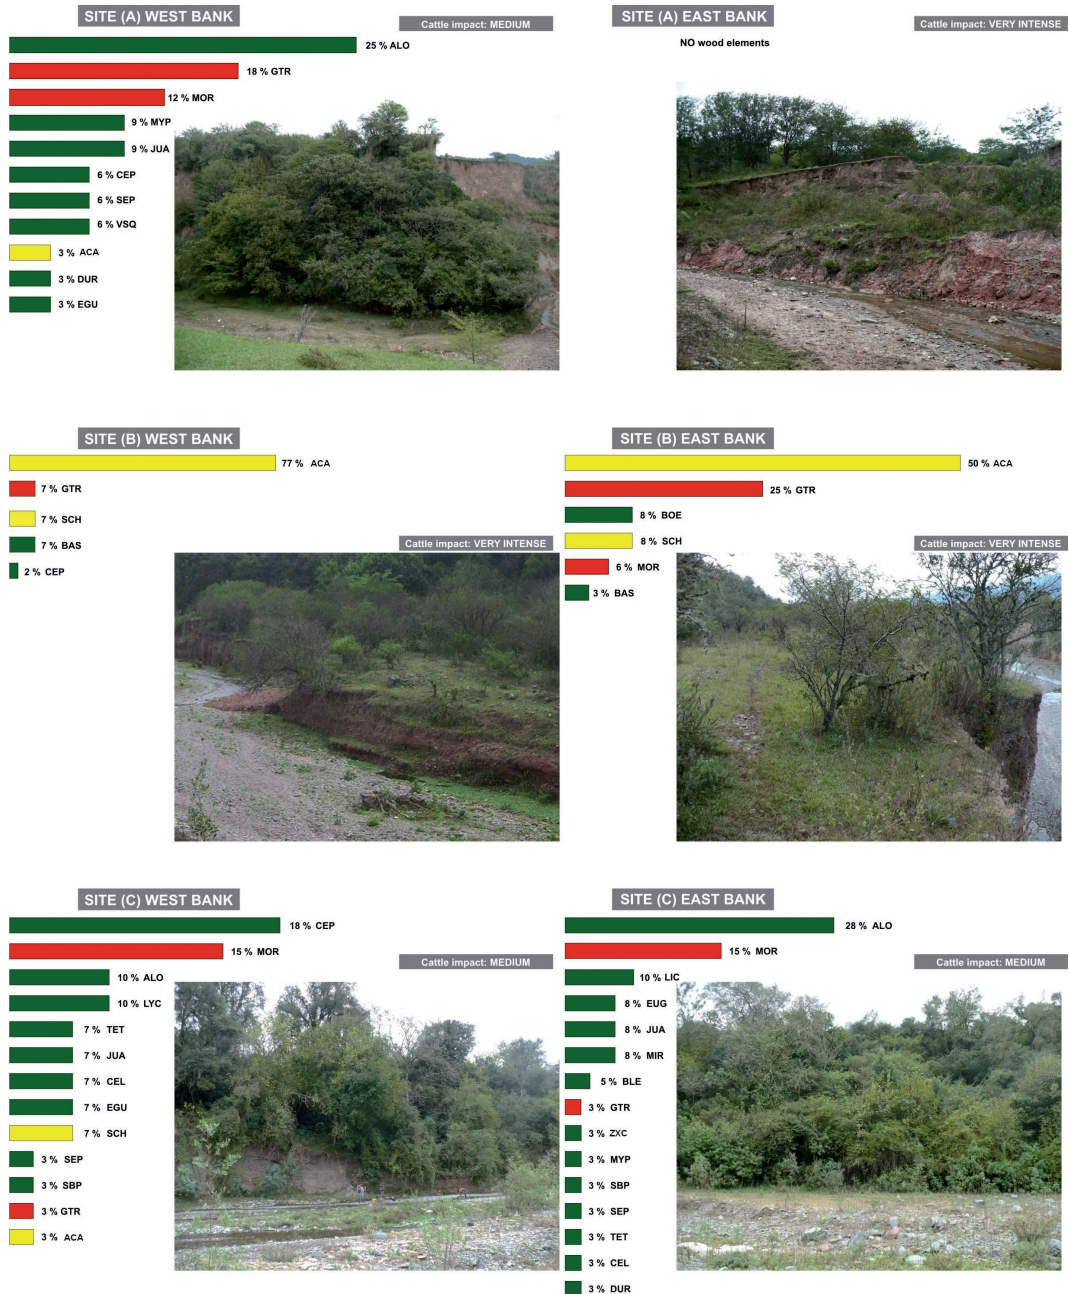 SITE (A) WEST BANK
Cattle impact: MEDIUM
25 % ALO
18 % GTR
12 % MOR
9 % MYP
9 % JUA
6 % CEP
6 % SEP
6 % VSQ
3 % ACA
3 % DUR
3 % EGU
SITE (A) EAST BANK
Cattle impact: VERY INTENSE
NO wood elements
SITE (B) WEST BANK
77 % ACA
7 % GTR
7 % SCH
7 % BAS
2 % CEP
Cattle impact: VERY INTENSE
SITE (B) EAST BANK
50 % ACA
25 % GTR
8 % BOE
8 % SCH
6 % MOR
3 % BAS
Cattle impact: VERY INTENSE
SITE (C) WEST BANK
18 % CEP
15 % MOR
10 % ALO
10 % LYC
7 % TET
7 % JUA
7 % CEL
7 % EGU
7 % SCH
3 % SEP
3 % SBP
3 % GTR
3 % ACA
Cattle impact: MEDIUM
SITE (C) EAST BANK
28 % ALO
15 % MOR
10 % LIC
8 % EUG
8 % JUA
8 % MIR
5 % BLE
3 % GTR
3 % ZXC
3 % MYP
3 % SBP
3 % SEP
3 % TET
3 % CEL
3 % DUR
Cattle impact: MEDIUM